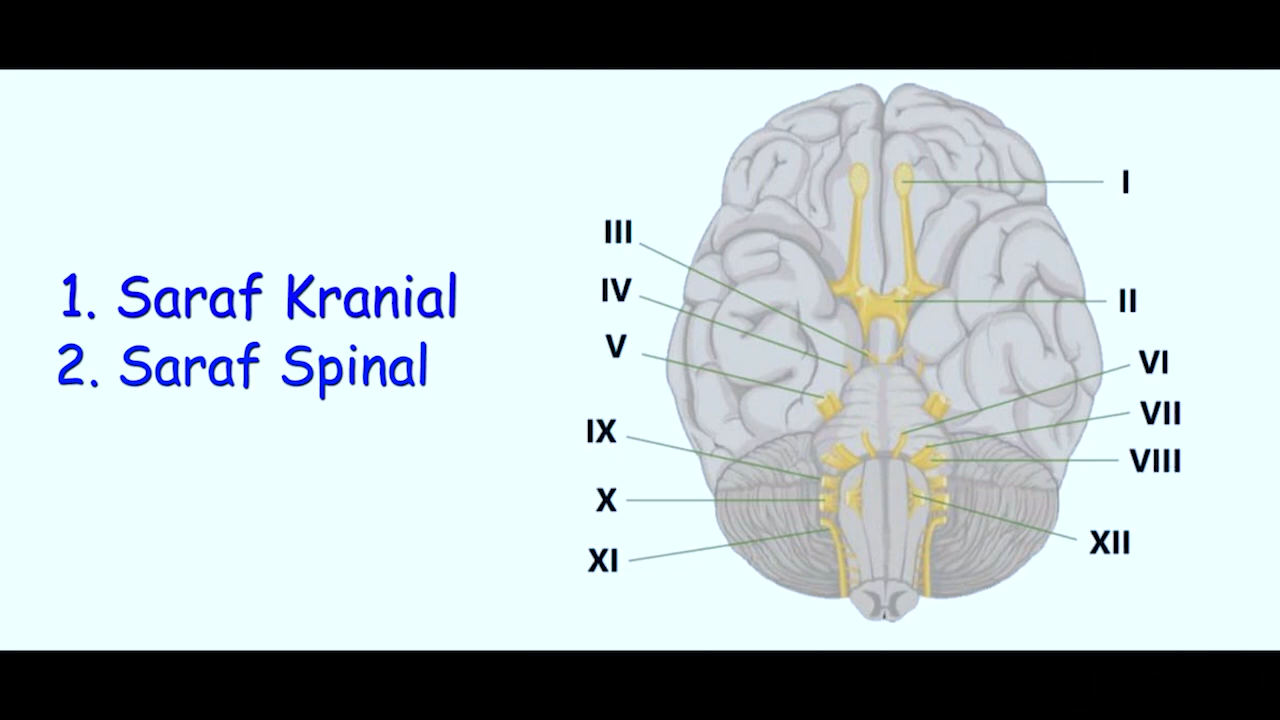 1. Saraf Kranial
2. Saraf Spinal
III
IV
V
IX
X
XI
I
II
VI
VII
VIII
XII